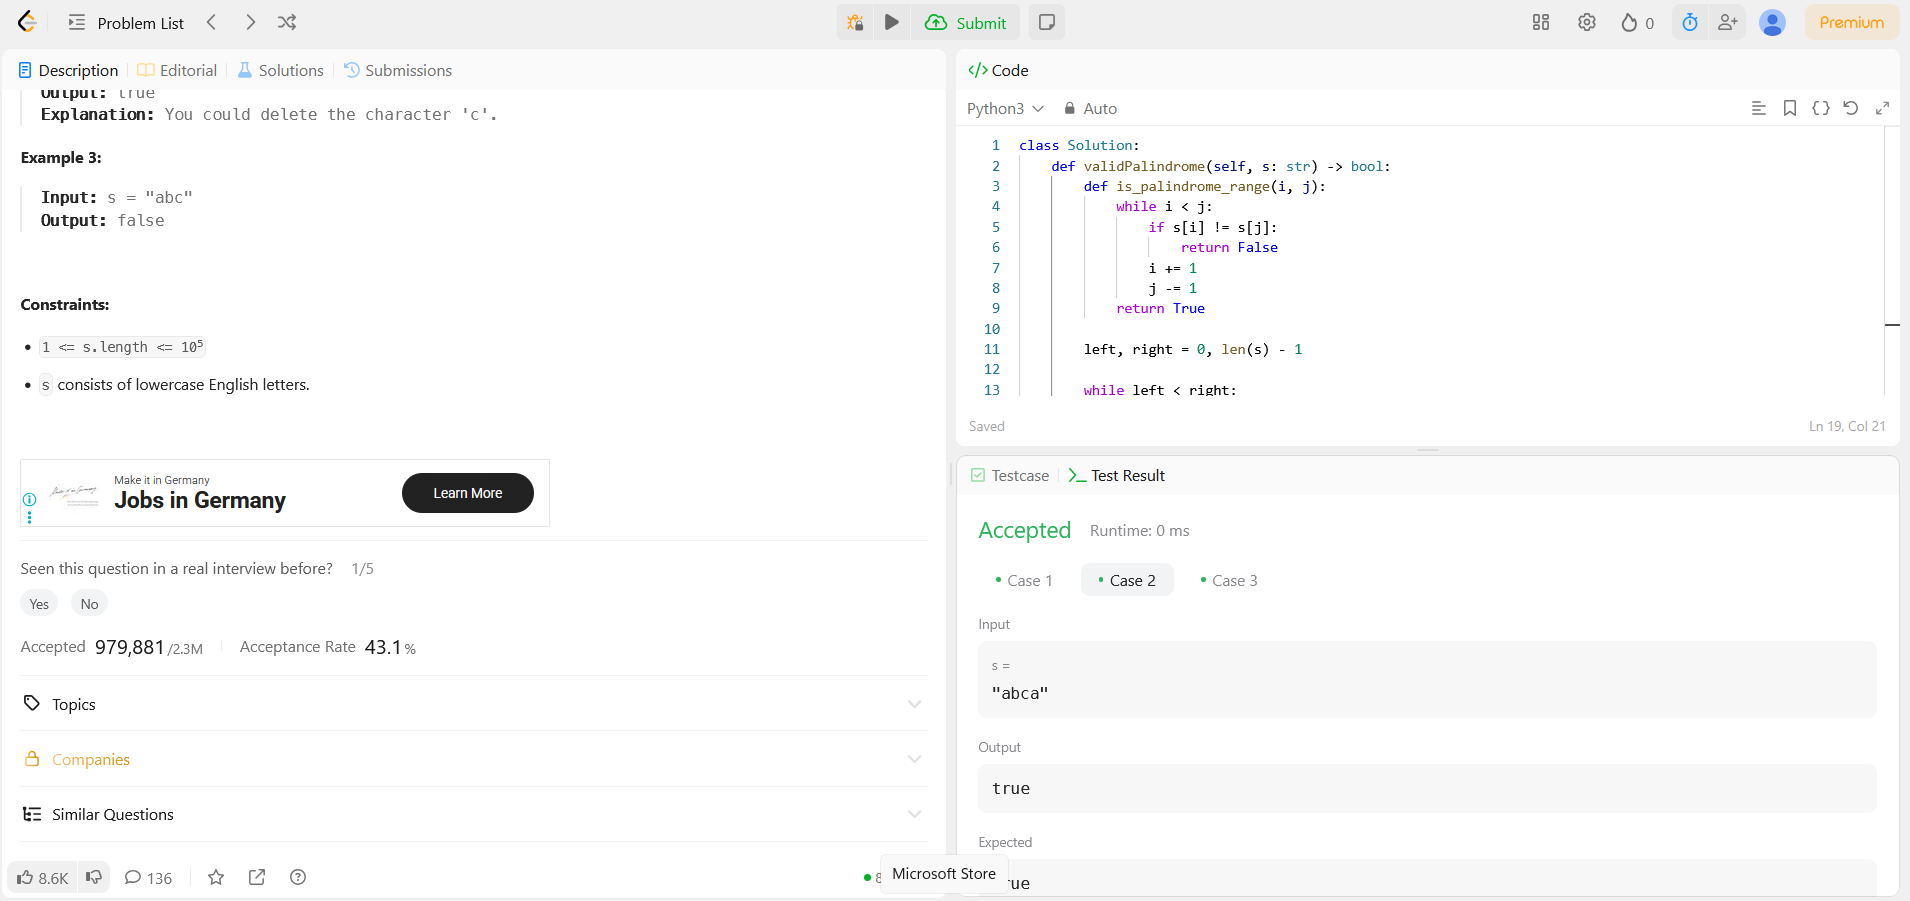 Problem List
Submit
0
Premium
Description
Editorial
Solutions
Submissions
Output: true
Explanation: You could delete the character 'c'.
Example 3:
Input: s = "abc"
Output: false
Constraints:
1 <= s.length <= 10⁵
s consists of lowercase English letters.
Make it in Germany
Jobs in Germany
Learn More
Seen this question in a real interview before? 1/5
Yes No
Accepted 979,881/2.3M Acceptance Rate 43.1%
Topics
Companies
Similar Questions
8.6K 136
8
Microsoft Store
Code
Python3 Auto
1 class Solution:
2     def validPalindrome(self, s: str) -> bool:
3         def is_palindrome_range(i, j):
4             while i < j:
5                 if s[i] != s[j]:
6                     return False
7                 i += 1
8                 j -= 1
9             return True
10
11         left, right = 0, len(s) - 1
12
13         while left < right:
Saved
Ln 19, Col 21
Testcase
Test Result
Accepted Runtime: 0 ms
Case 1 Case 2 Case 3
Input
s =
"abca"
Output
true
Expected
rue